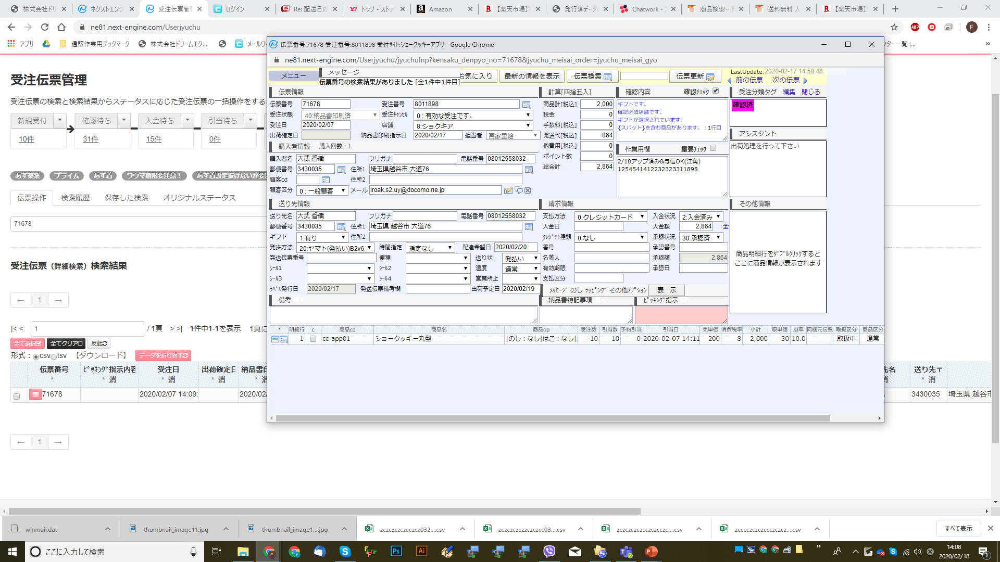 株式会社ドリ
ネクストエンジ
受注伝票管理
ログイン
Re: 配送日の
トップ - ストア
Amazon
【楽天市場】
発行済データ
Chatwork -
商品検索一覧
送料無料 人
【楽天市場】
ne81.next-engine.com/Userjyuchu
アプリ
通販作業用ブックマーク
株式会社ドリームエク...
メールワ
ンター一覧 |...
伝票番号:71678 受注番号:8011898 受付サイト:ショークッキーアプリ - Google Chrome
ne81.next-engine.com/Userjyuchu/jyuchuInp?kensaku_denpyo_no=71678&jyuchu_meisai_order=jyuchu_meisai_gyo
メニュー
メッセージ
伝票番号の検索結果がありました [全1件中1件目]
お気に入り
最新の情報を表示
伝票検索
伝票更新
LastUpdate:2020-02-17 14:58:48
前の伝票 次の伝票
伝票情報
伝票番号 71678 受注番号 8011898
受注状態 40:納品書印刷済 受注キャンセル 0 : 有効な受注です。
受注日 2020/02/07 店舗 8:ショクキア
出荷確定日 納品書印刷指示日 2020/02/17 担当者 宮家里絵
購入者情報 購入回数 : 1
購入者名 大武 香織 フリガナ 電話番号 08012558032
郵便番号 3430035 住所1 埼玉県越谷市 大道76
顧客cd 住所2
顧客区分 0 : 一般顧客 メール iroak.s2.uy@docomo.ne.jp
送り先情報
送り先名 大武 香織 フリガナ 電話番号 08012558032
郵便番号 3430035 住所1 埼玉県 越谷市 大道76
ギフト 1:有り 住所2
発送方法 20:ヤマト(発払い)B2v6 時間指定 指定なし 配達希望日 2020/02/20
発送伝票番号 便種 送り状 発払い
シール1 シール2 温度 通常
シール3 シール4 営業所止
ラベル発行日 2020/02/17 発送伝票備考欄 出荷予定日 2020/02/19
備考
計算[四捨五入]
商品計[税込] 2,000
税金 0
手数料[税込] 0
発送代[税込] 864
他費用[税込] 0
ポイント数 0
総合計 2,864
確認内容 確認チェック
ギフトです。
確認必須店舗です。
ギフトが選択されています。
{スパット}を含む商品があります。 : 1行目
作業用欄 重要チェック
2/10アップ済み&与信OK(江角)
1254541412232323311898
請求情報
支払方法 0:クレジットカード 入金状況 2:入金済み
入金日 入金額 2,864 全
クレジット種類 0:なし 承認状況 30:承認済
番号 承認番号
名義人 承認額 2,864
有効期限 承認日
支払区分
メッセージ のし ラッピング その他オプション 表 示
納品書特記事項
ピッキング指示
受注分類タグ 編集 閉じる
確認済
アシスタント
出荷処理を行って下さい
その他情報
商品明細行をダブルクリックすると
ここに商品情報が表示されます
* 明細行 c 商品cd 商品名 商品op 受注数 引当数 予約引当 引当日 売単価 消費税率 小計 原単価 掛率 同梱元伝票 取扱区分 商品区分
1 cc-app01 ショークッキー丸型 |のし : なし|はこ : なし|. 10 10 0 2020-02-07 14:11 200 8 2,000 30 10.0 取扱中 通常
受注伝票管理
受注伝票の検索と検索結果からステータスに応じた受注伝票の一括操作をする
新規受付 確認待ち 入金待ち 引当待ち
10件 31件 15件 0件
あす楽系 プライム あす着 ワウマ期限要注意！ あす着設定抜けないか要注
伝票操作 検索履歴 保存した検索 オリジナルステータス
71678
受注伝票（詳細検索）検索結果
← 1 →
|< < 1 / 1頁 > >| 1件中1-1を表示 1頁に
全て選択 全てクリア 反転
形式 : csv tsv 【ダウンロード】 データを折り返す
伝票番号 ピッキング指示内容 受注日 出荷確定日 納品書印 先名 送り先〒
* * 消 * 消 * 消 * 消 消 * 消
71678 2020/02/07 14:09: 2020/02/ 3430035 埼玉県 越谷市
← 1 →
winmail.dat
thumbnail_image11.jpg
thumbnail_image1....jpg
zczczczczcczcz032....csv
zczczczczzczczczcc03....csv
zczczczczcczczczczc....csv
zcccczczcczczczcz....csv
すべて表示
ここに入力して検索
14:08
2020/02/18